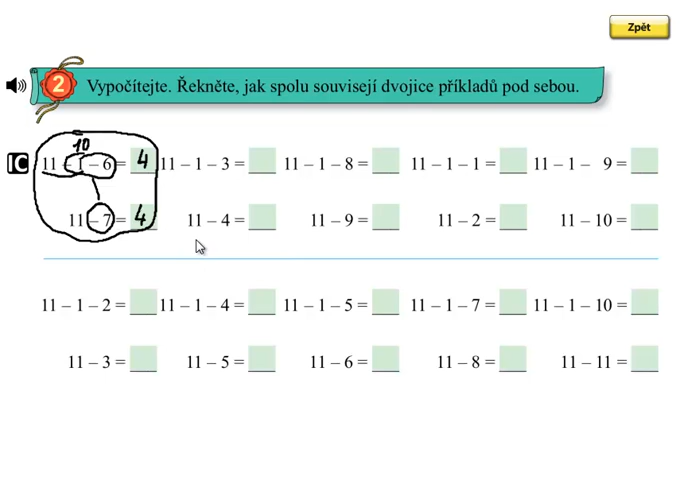 Zpět
2 Vypočítejte. Řekněte, jak spolu souvisejí dvojice příkladů pod sebou.
10
11 – 1 – 6 = 4 11 – 1 – 3 = 11 – 1 – 8 = 11 – 1 – 1 = 11 – 1 – 9 =
11 – 7 = 4 11 – 4 = 11 – 9 = 11 – 2 = 11 – 10 =
11 – 1 – 2 = 11 – 1 – 4 = 11 – 1 – 5 = 11 – 1 – 7 = 11 – 1 – 10 =
11 – 3 = 11 – 5 = 11 – 6 = 11 – 8 = 11 – 11 =